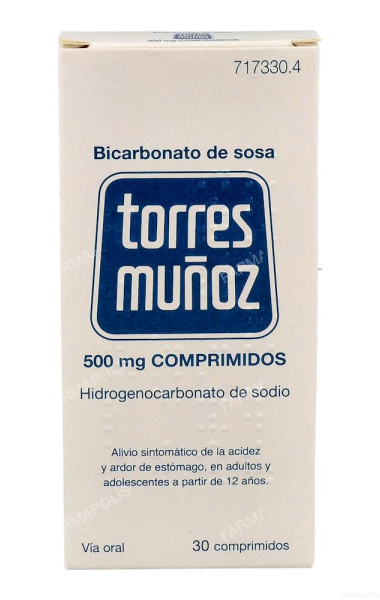 717330.4
Bicarbonato de sosa
torres
muñoz
500 mg COMPRIMIDOS
Hidrogenocarbonato de sodio
Alivio sintomático de la acidez
y ardor de estómago, en adultos y
adolescentes a partir de 12 años.
Vía oral 30 comprimidos
FARMAPOLIS